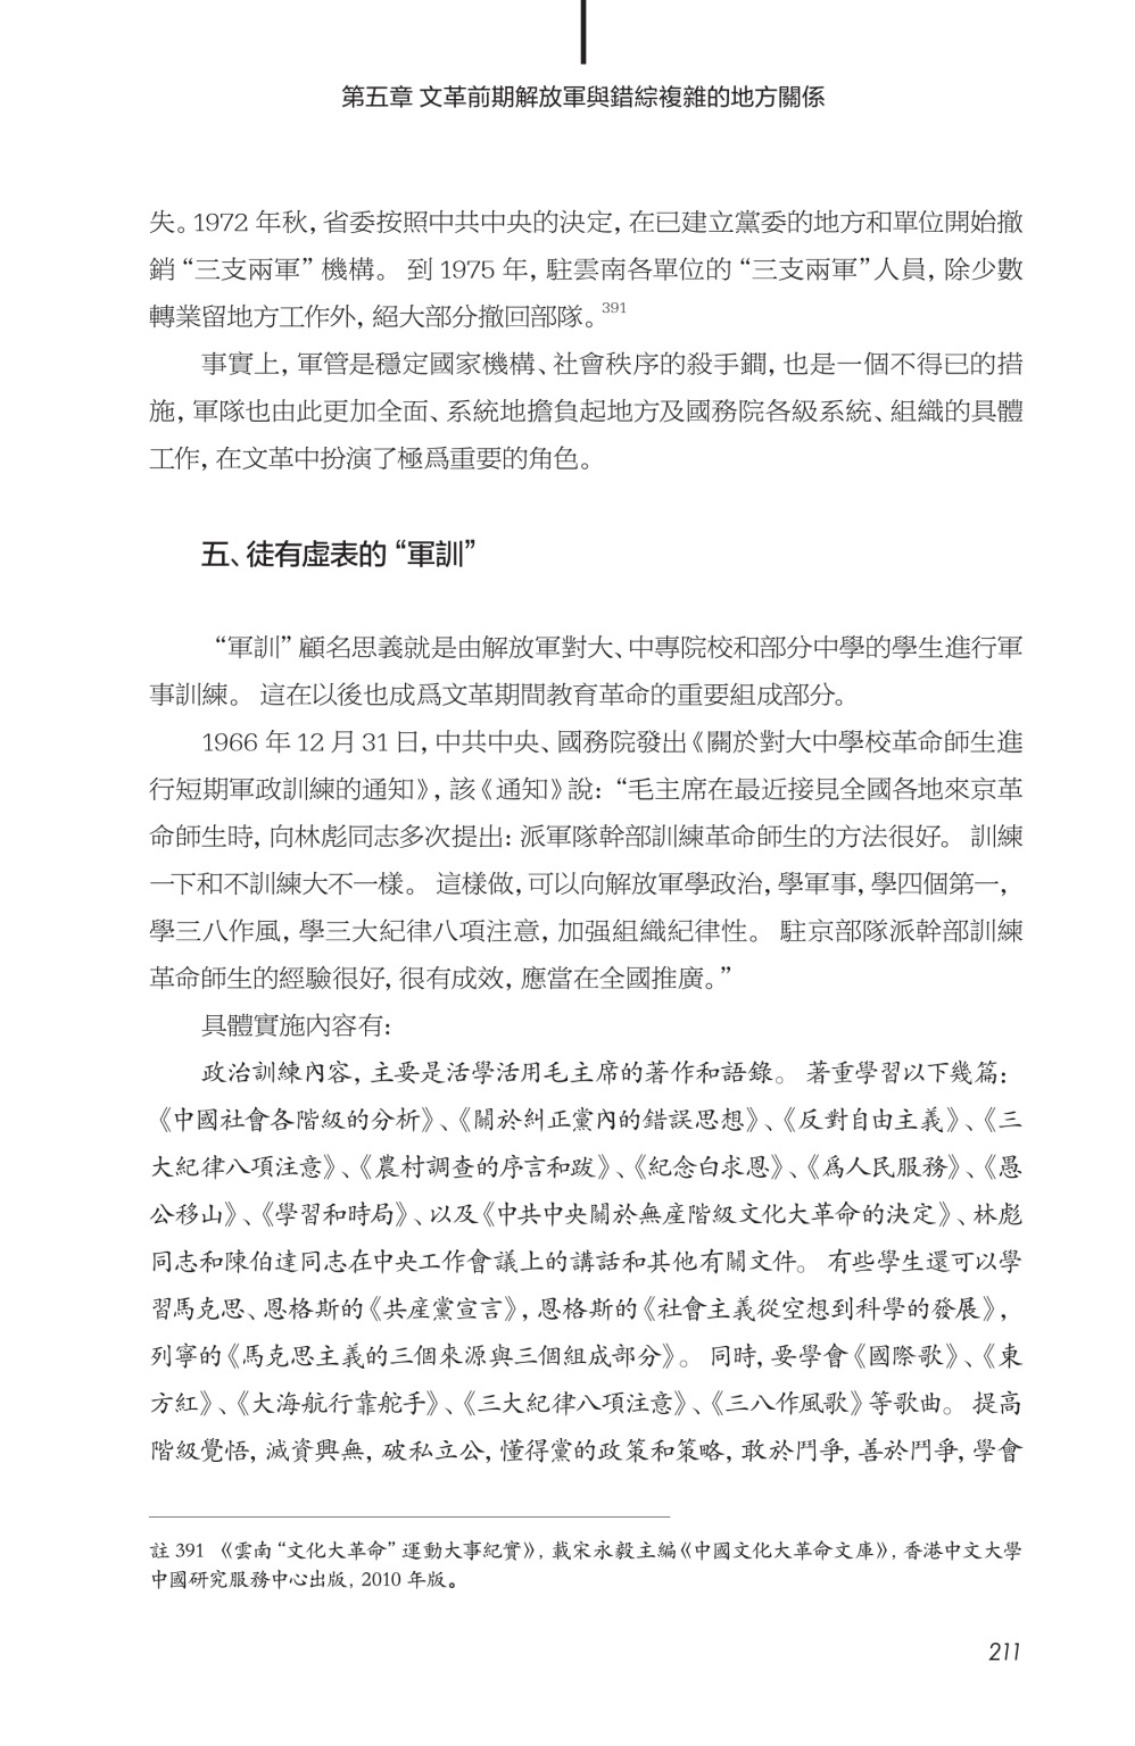 第五章 文革前期解放軍與錯綜複雜的地方關係
失。1972 年秋，省委按照中共中央的決定，在已建立黨委的地方和單位開始撤
銷 “三支兩軍” 機構。 到 1975 年，駐雲南各單位的 “三支兩軍” 人員，除少數
轉業留地方工作外，絕大部分撤回部隊。391
事實上，軍管是穩定國家機構、社會秩序的殺手鐧，也是一個不得已的措
施，軍隊也由此更加全面、系統地擔負起地方及國務院各級系統、組織的具體
工作，在文革中扮演了極爲重要的角色。
五、徒有虛表的 “軍訓”
“軍訓” 顧名思義就是由解放軍對大、中專院校和部分中學的學生進行軍
事訓練。 這在以後也成爲文革期間教育革命的重要組成部分。
1966 年 12 月 31 日，中共中央、國務院發出《關於對大中學校革命師生進
行短期軍政訓練的通知》，該《通知》說： “毛主席在最近接見全國各地來京革
命師生時，向林彪同志多次提出：派軍隊幹部訓練革命師生的方法很好。 訓練
一下和不訓練大不一樣。 這樣做，可以向解放軍學政治，學軍事，學四個第一，
學三八作風，學三大紀律八項注意，加强組織紀律性。 駐京部隊派幹部訓練
革命師生的經驗很好，很有成效，應當在全國推廣。”
具體實施內容有：
政治訓練內容，主要是活學活用毛主席的著作和語錄。 著重學習以下幾篇：
《中國社會各階級的分析》、《關於糾正黨內的錯誤思想》、《反對自由主義》、《三
大紀律八項注意》、《農村調查的序言和跋》、《紀念白求恩》、《爲人民服務》、《愚
公移山》、《學習和時局》、以及《中共中央關於無産階級文化大革命的決定》、林彪
同志和陳伯達同志在中央工作會議上的講話和其他有關文件。 有些學生還可以學
習馬克思、恩格斯的《共産黨宣言》，恩格斯的《社會主義從空想到科學的發展》，
列寧的《馬克思主義的三個來源與三個組成部分》。 同時，要學會《國際歌》、《東
方紅》、《大海航行靠舵手》、《三大紀律八項注意》、《三八作風歌》等歌曲。 提高
階級覺悟，滅資興無，破私立公，懂得黨的政策和策略，敢於鬥爭，善於鬥爭，學會
註 391 《雲南 “文化大革命” 運動大事紀實》，載宋永毅主編《中國文化大革命文庫》，香港中文大學
中國研究服務中心出版，2010 年版。
211